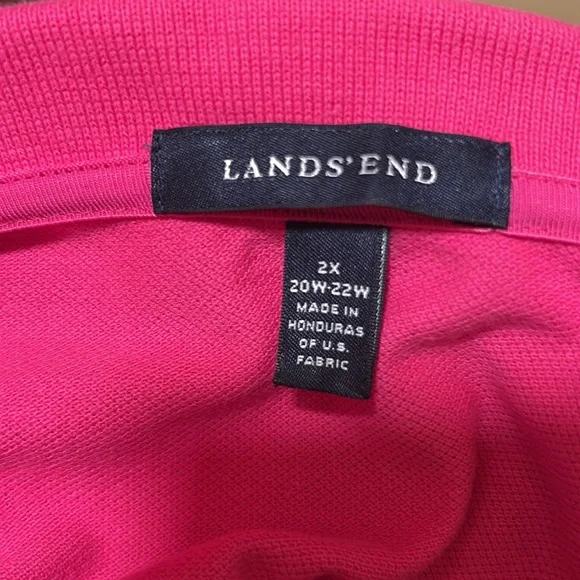 LANDS' END
2X
20W-22W
MADE IN
HONDURAS
OF U.S.
FABRIC